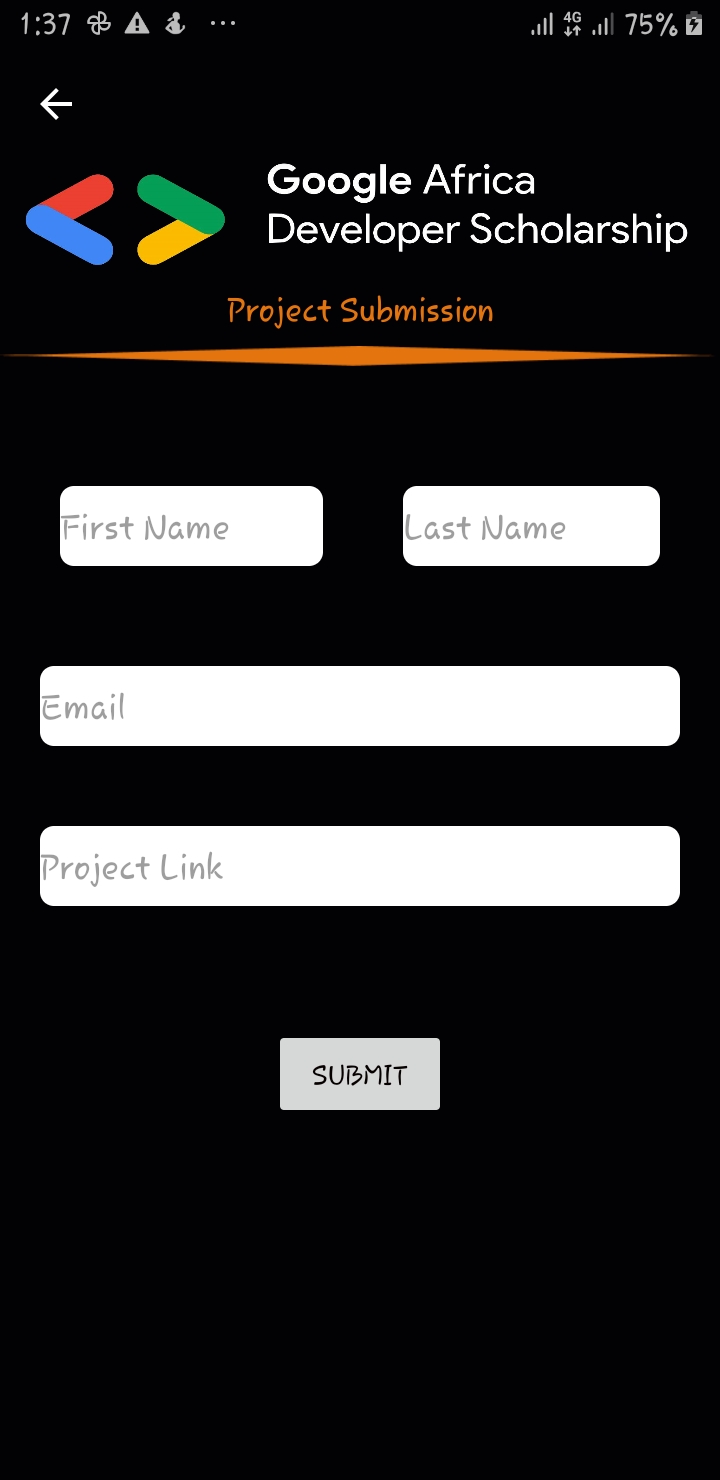 1:37 4G 75%
Google Africa
Developer Scholarship
Project Submission
First Name Last Name
Email
Project Link
SUBMIT